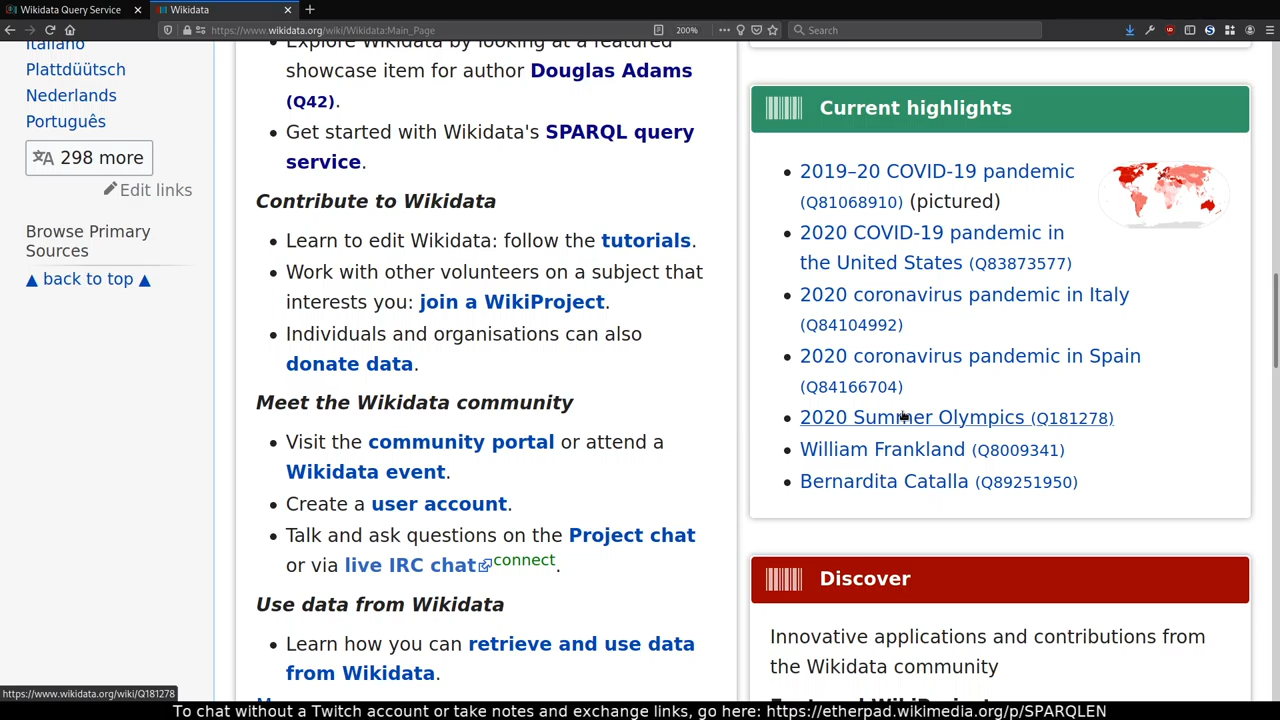 Wikidata Query Service
Wikidata
https://www.wikidata.org/wiki/Wikidata:Main_Page
200%
Search
Italiano
Plattdüütsch
Nederlands
Português
298 more
Edit links
Browse Primary
Sources
▲ back to top ▲
Explore Wikidata by looking at a featured
showcase item for author Douglas Adams
(Q42).
Get started with Wikidata's SPARQL query
service.
Contribute to Wikidata
Learn to edit Wikidata: follow the tutorials.
Work with other volunteers on a subject that
interests you: join a WikiProject.
Individuals and organisations can also
donate data.
Meet the Wikidata community
Visit the community portal or attend a
Wikidata event.
Create a user account.
Talk and ask questions on the Project chat
or via live IRC chat connect.
Use data from Wikidata
Learn how you can retrieve and use data
from Wikidata.
Current highlights
2019–20 COVID-19 pandemic
(Q81068910) (pictured)
2020 COVID-19 pandemic in
the United States (Q83873577)
2020 coronavirus pandemic in Italy
(Q84104992)
2020 coronavirus pandemic in Spain
(Q84166704)
2020 Summer Olympics (Q181278)
William Frankland (Q8009341)
Bernardita Catalla (Q89251950)
Discover
Innovative applications and contributions from
the Wikidata community
https://www.wikidata.org/wiki/Q181278
To chat without a Twitch account or take notes and exchange links, go here: https://etherpad.wikimedia.org/p/SPARQLEN